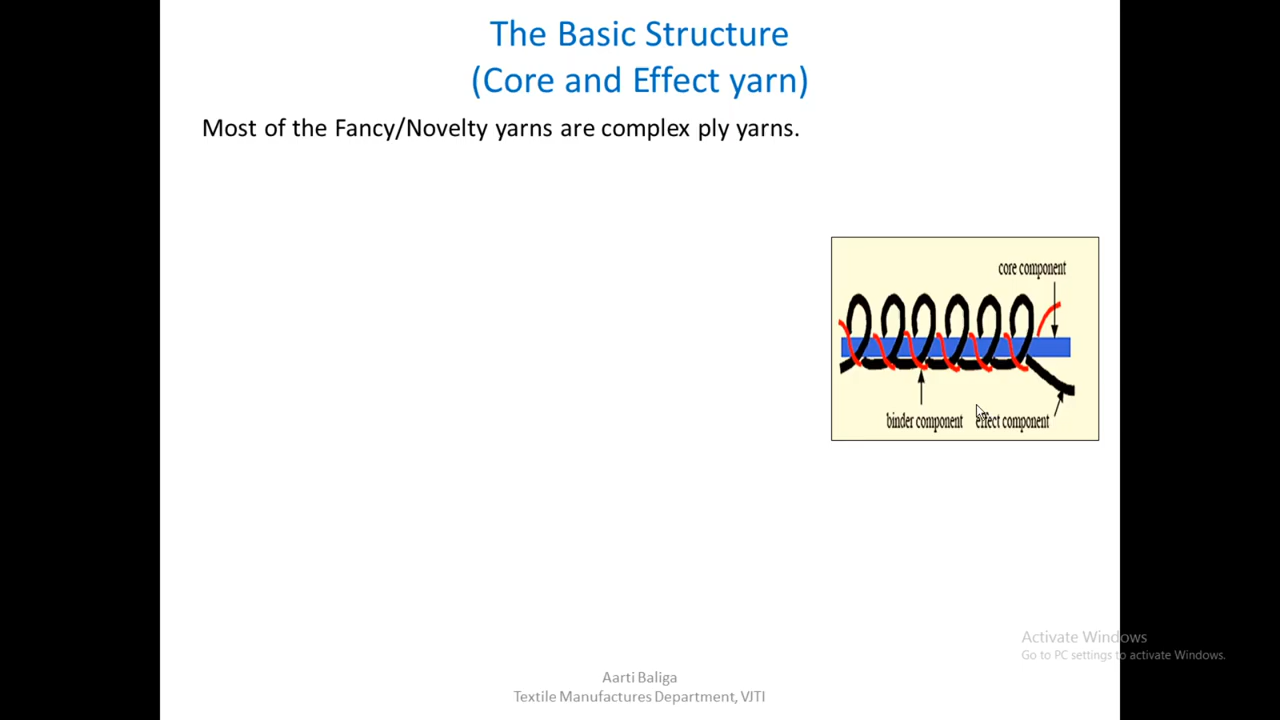 The Basic Structure
(Core and Effect yarn)
Most of the Fancy/Novelty yarns are complex ply yarns.
core component
binder component
effect component
Activate Windows
Go to PC settings to activate Windows.
Aarti Baliga
Textile Manufactures Department, VJTI